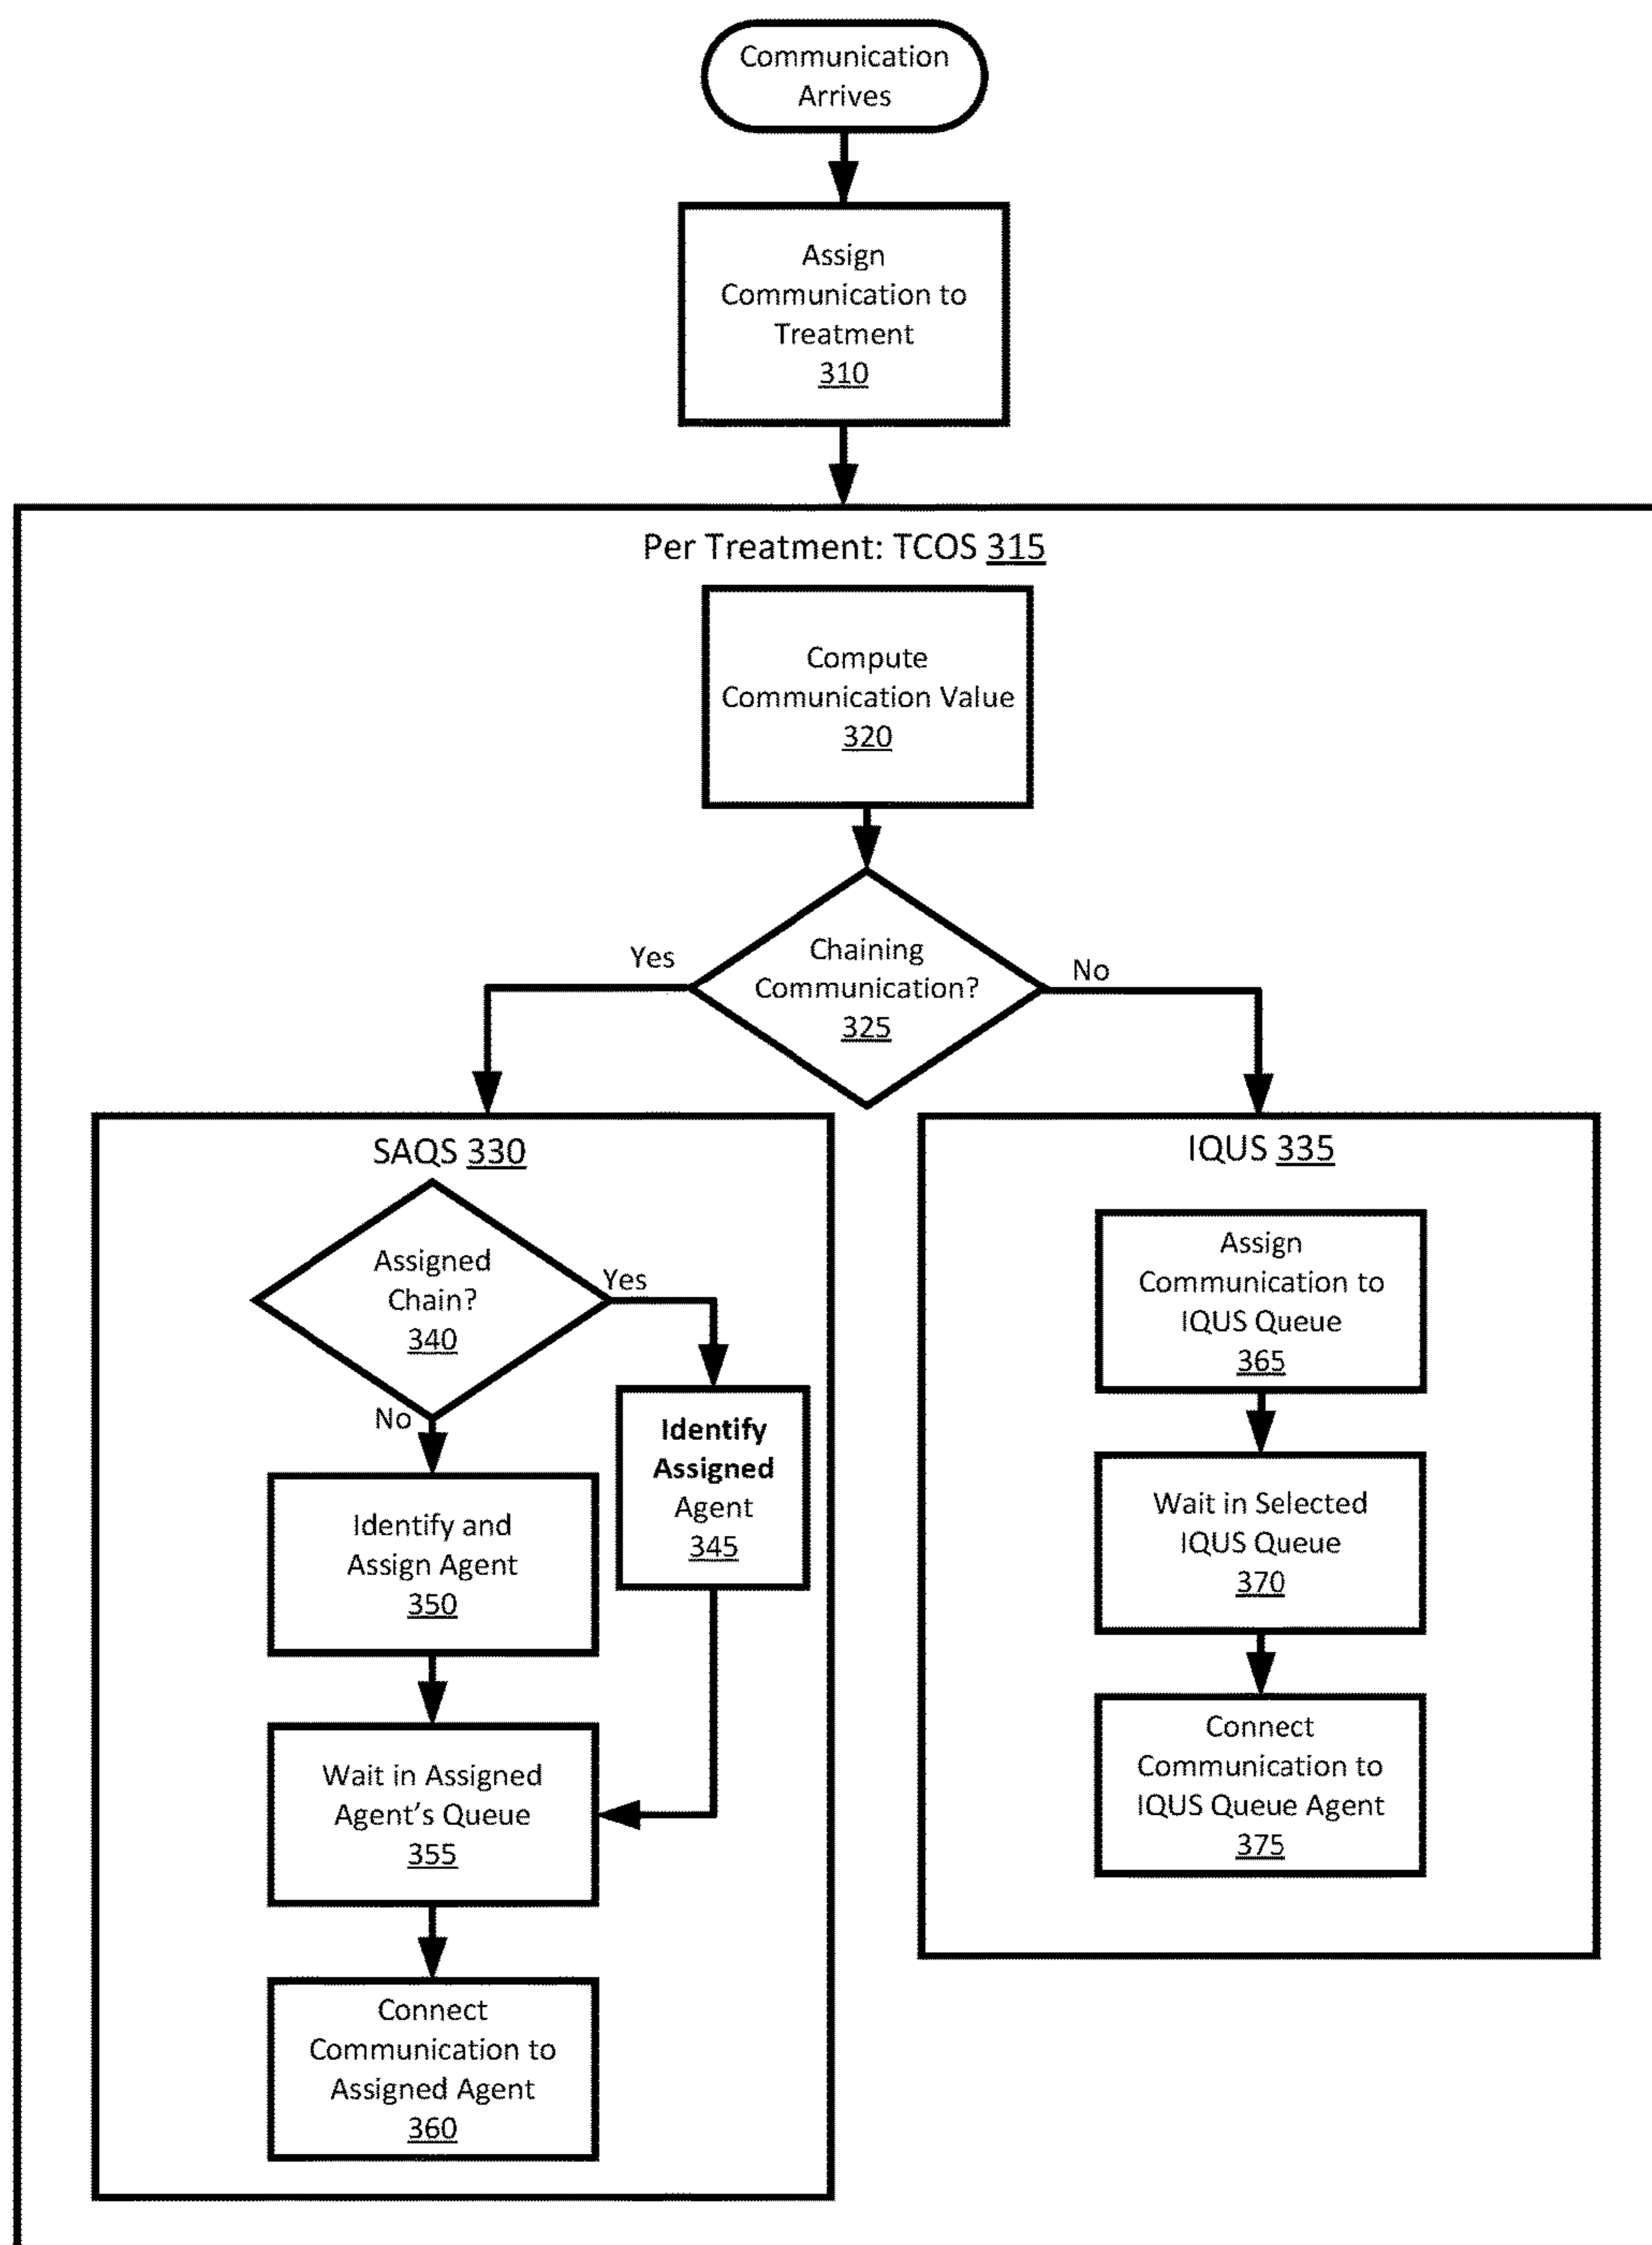 Communication
Arrives
Assign
Communication to
Treatment
310
Per Treatment: TCOS 315
Compute
Communication Value
320
Chaining
Communication?
325
Yes
No
SAQS 330
Assigned
Chain?
340
Yes
No
Identify
Assigned
Agent
345
Identify and
Assign Agent
350
Wait in Assigned
Agent's Queue
355
Connect
Communication to
Assigned Agent
360
IQUS 335
Assign
Communication to
IQUS Queue
365
Wait in Selected
IQUS Queue
370
Connect
Communication to
IQUS Queue Agent
375